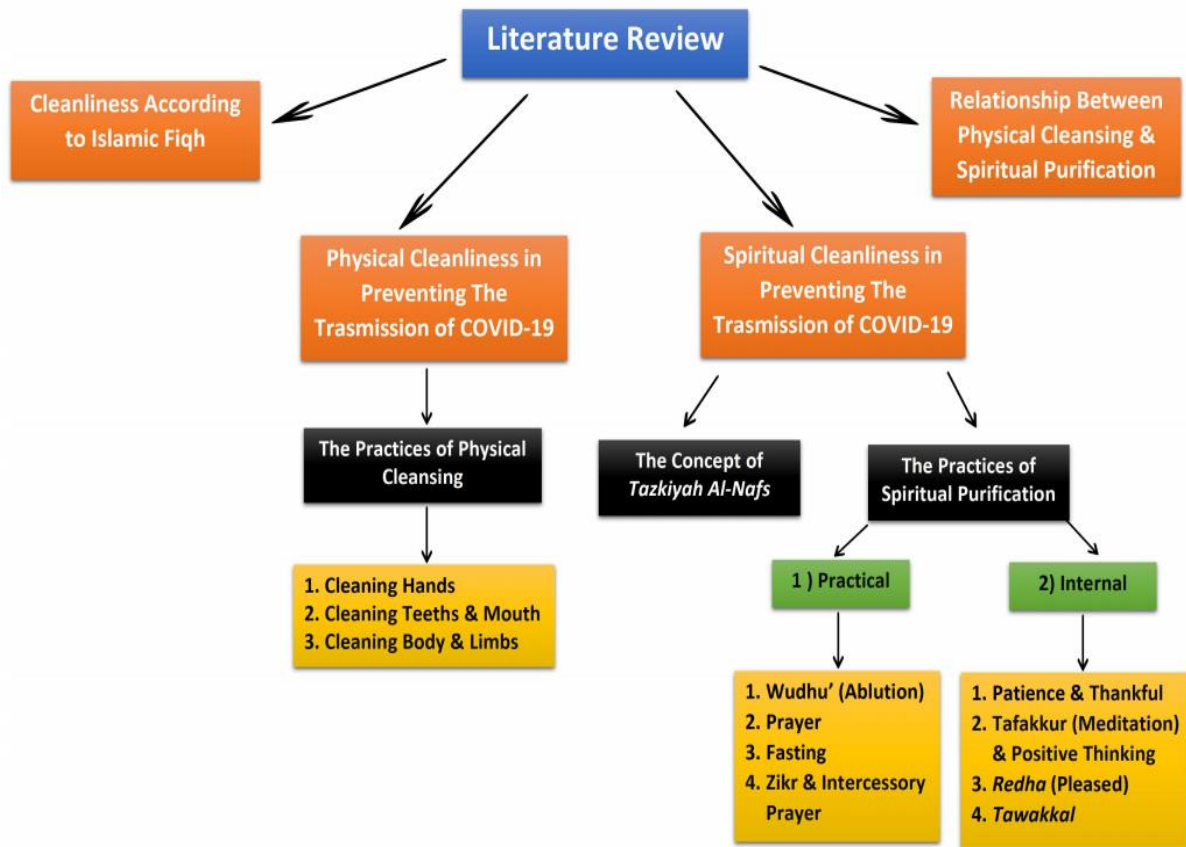 Literature Review
Cleanliness According
to Islamic Fiqh
Relationship Between
Physical Cleansing &
Spiritual Purification
Physical Cleanliness in
Preventing The
Trasmission of COVID-19
Spiritual Cleanliness in
Preventing The
Trasmission of COVID-19
The Practices of Physical
Cleansing
The Concept of
Tazkiyah Al-Nafs
The Practices of
Spiritual Purification
1. Cleaning Hands
2. Cleaning Teeths & Mouth
3. Cleaning Body & Limbs
1 ) Practical
2) Internal
1. Wudhu’ (Ablution)
2. Prayer
3. Fasting
4. Zikr & Intercessory
Prayer
1. Patience & Thankful
2. Tafakkur (Meditation)
& Positive Thinking
3. Redha (Pleased)
4. Tawakkal